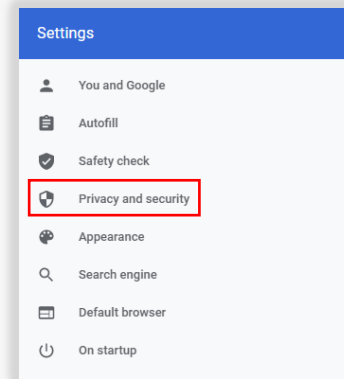 Settings
You and Google
Autofill
Safety check
Privacy and security
Appearance
Search engine
Default browser
On startup